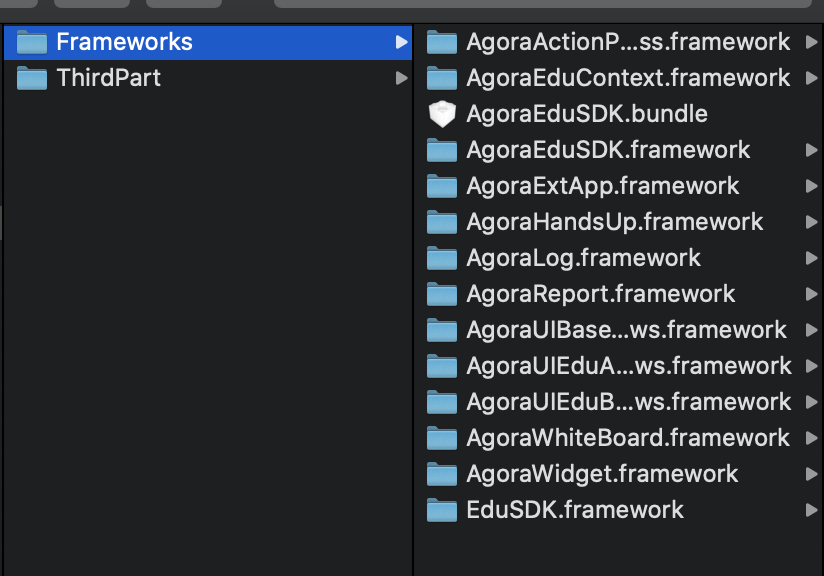 Frameworks
ThirdPart
AgoraActionP...ss.framework
AgoraEduContext.framework
AgoraEduSDK.bundle
AgoraEduSDK.framework
AgoraExtApp.framework
AgoraHandsUp.framework
AgoraLog.framework
AgoraReport.framework
AgoraUIBase...ws.framework
AgoraUIEduA...ws.framework
AgoraUIEduB...ws.framework
AgoraWhiteBoard.framework
AgoraWidget.framework
EduSDK.framework